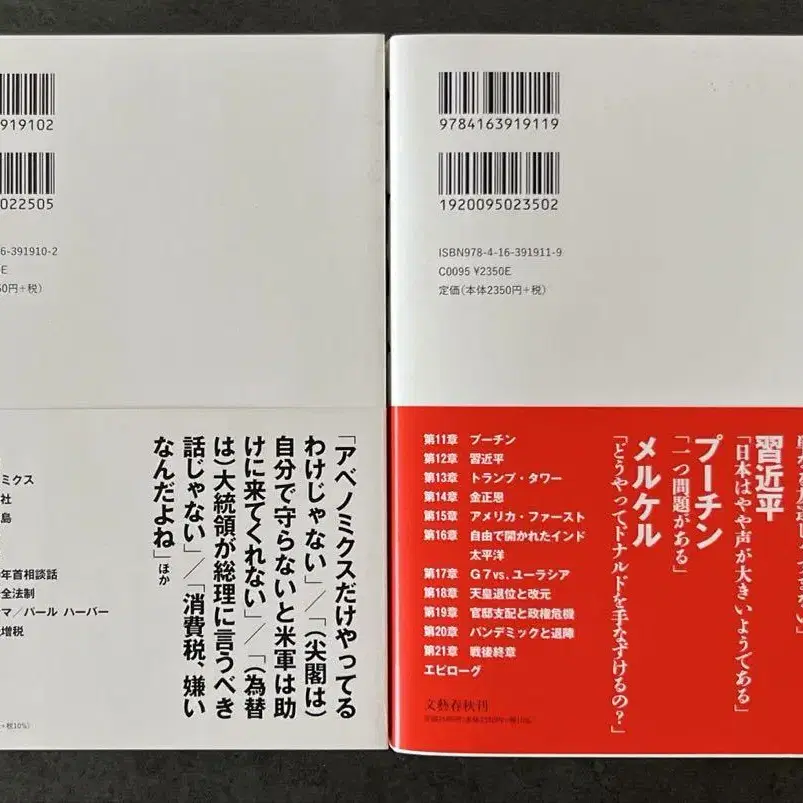 919102
022505
6-391910-2
E
50円+税)
ミクス
社
島
年首相談話
全法制
マ/パール ハーバー
増税
+税10%)
「アベノミクスだけやってる
わけじゃない」/「(尖閣は)
自分で守らないと米軍は助
けに来てくれない」/「(為替
は)大統領が総理に言うべき
話じゃない」/「消費税、嫌い
なんだよね」ほか
9784163919119
1920095023502
ISBN978-4-16-391911-9
C0095 ¥2350E
定価(本体2350円+税)
習近平
「日本はやや声が大きいようである」
プーチン
「一つ問題がある」
メルケル
「どうやってドナルドを手なずけるの?」
第11章 プーチン
第12章 習近平
第13章 トランプ・タワー
第14章 金正恩
第15章 アメリカ・ファースト
第16章 自由で開かれたインド
太平洋
第17章 G7 vs. ユーラシア
第18章 天皇退位と改元
第19章 官邸支配と政権危機
第20章 パンデミックと退陣
第21章 戦後終章
エピローグ
文藝春秋刊